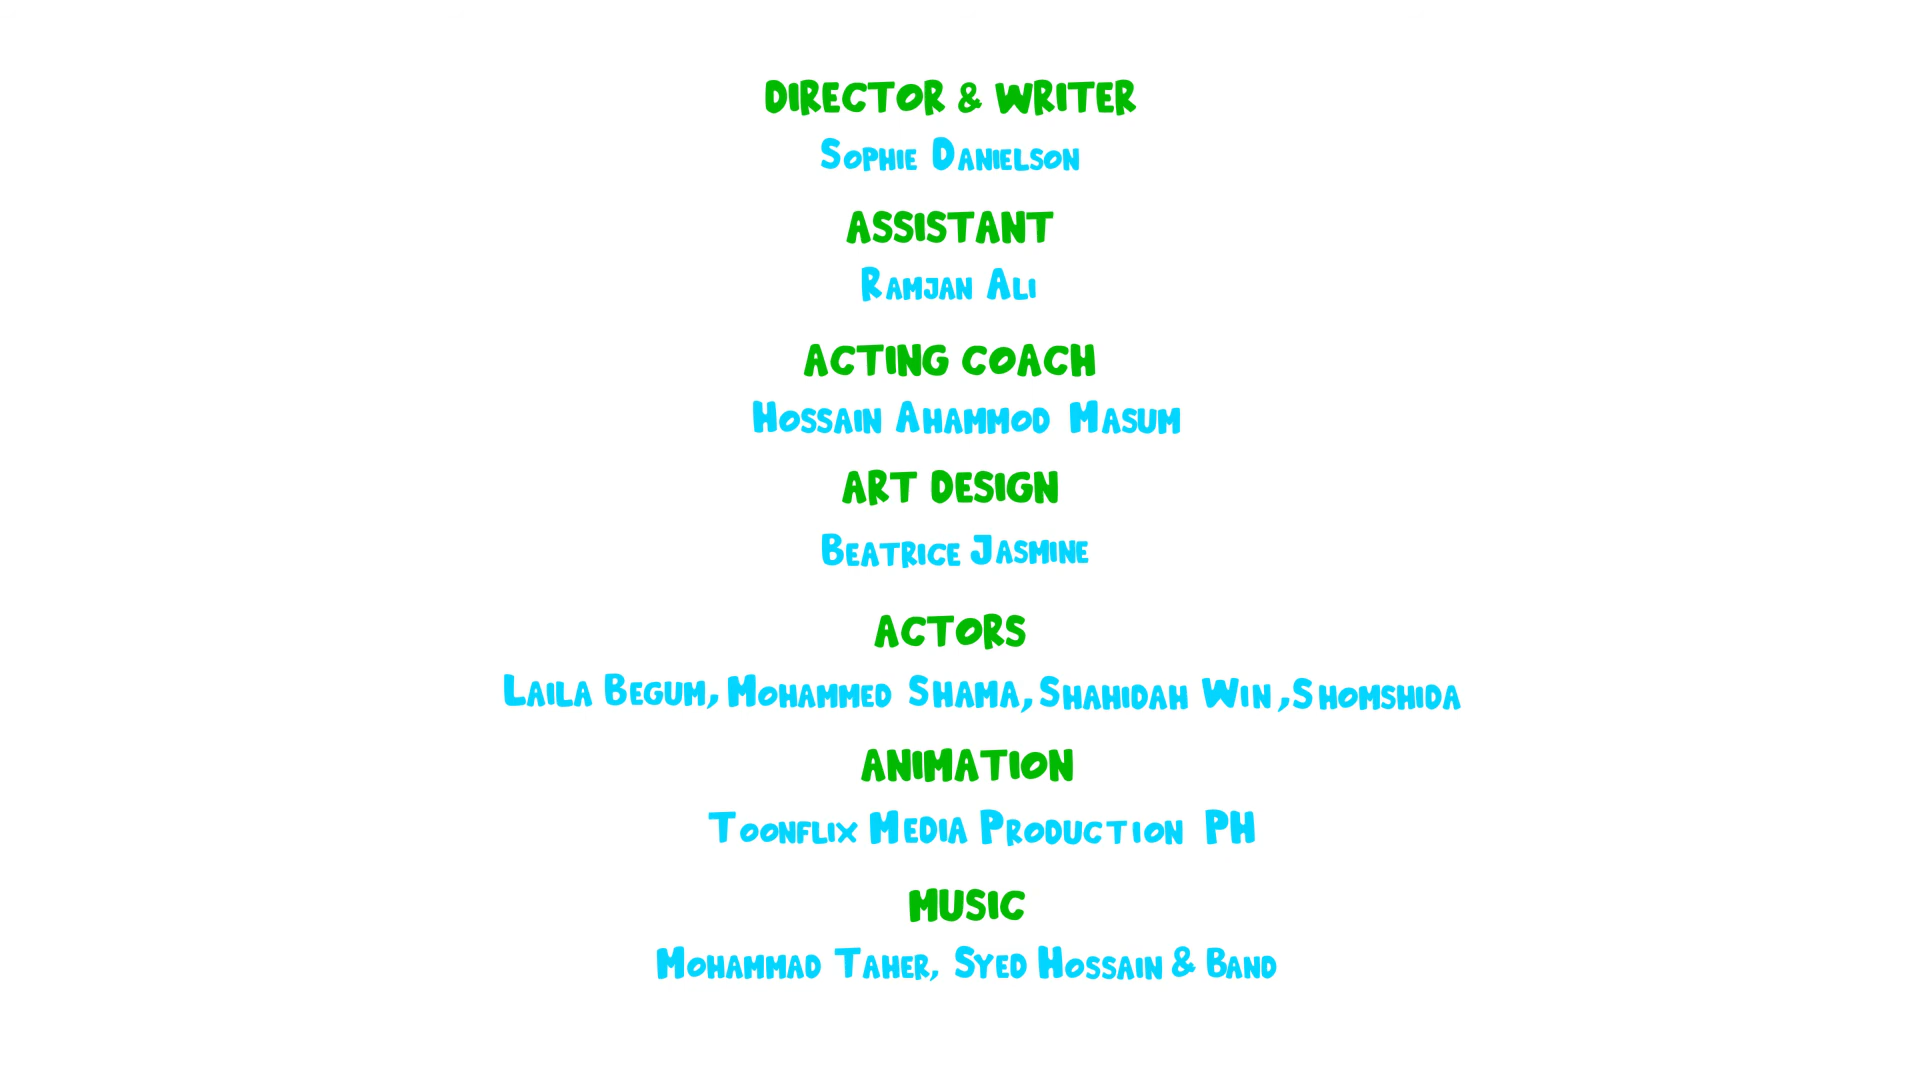 DIRECTOR & WRITER
SOPHIE DANIELSON
ASSISTANT
RAMJAN ALI
ACTING COACH
HOSSAIN AHAMMOD MASUM
ART DESIGN
BEATRICE JASMINE
ACTORS
LAILA BEGUM, MOHAMMED SHAMA, SHAHIDAH WIN ,SHOMSHIDA
ANIMATION
TOONFLIX MEDIA PRODUCTION PH
MUSIC
MOHAMMAD TAHER, SYED HOSSAIN & BAND